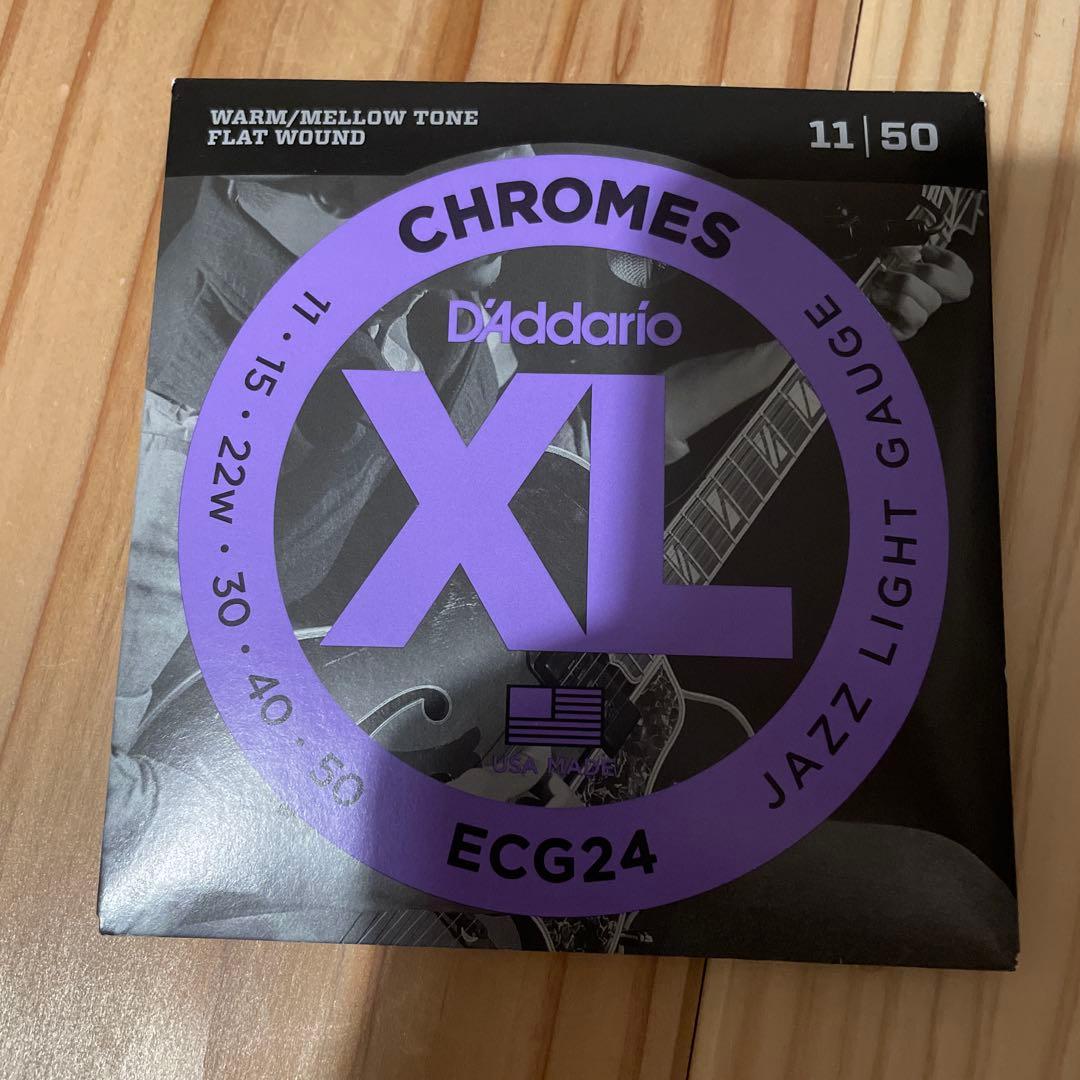 WARM/MELLOW TONE
FLAT WOUND
11|50
CHROMES
D'Addario
XL
11 • 15 • 22w • 30 • 40 • 50
JAZZ LIGHT GAUGE
USA MADE
ECG24